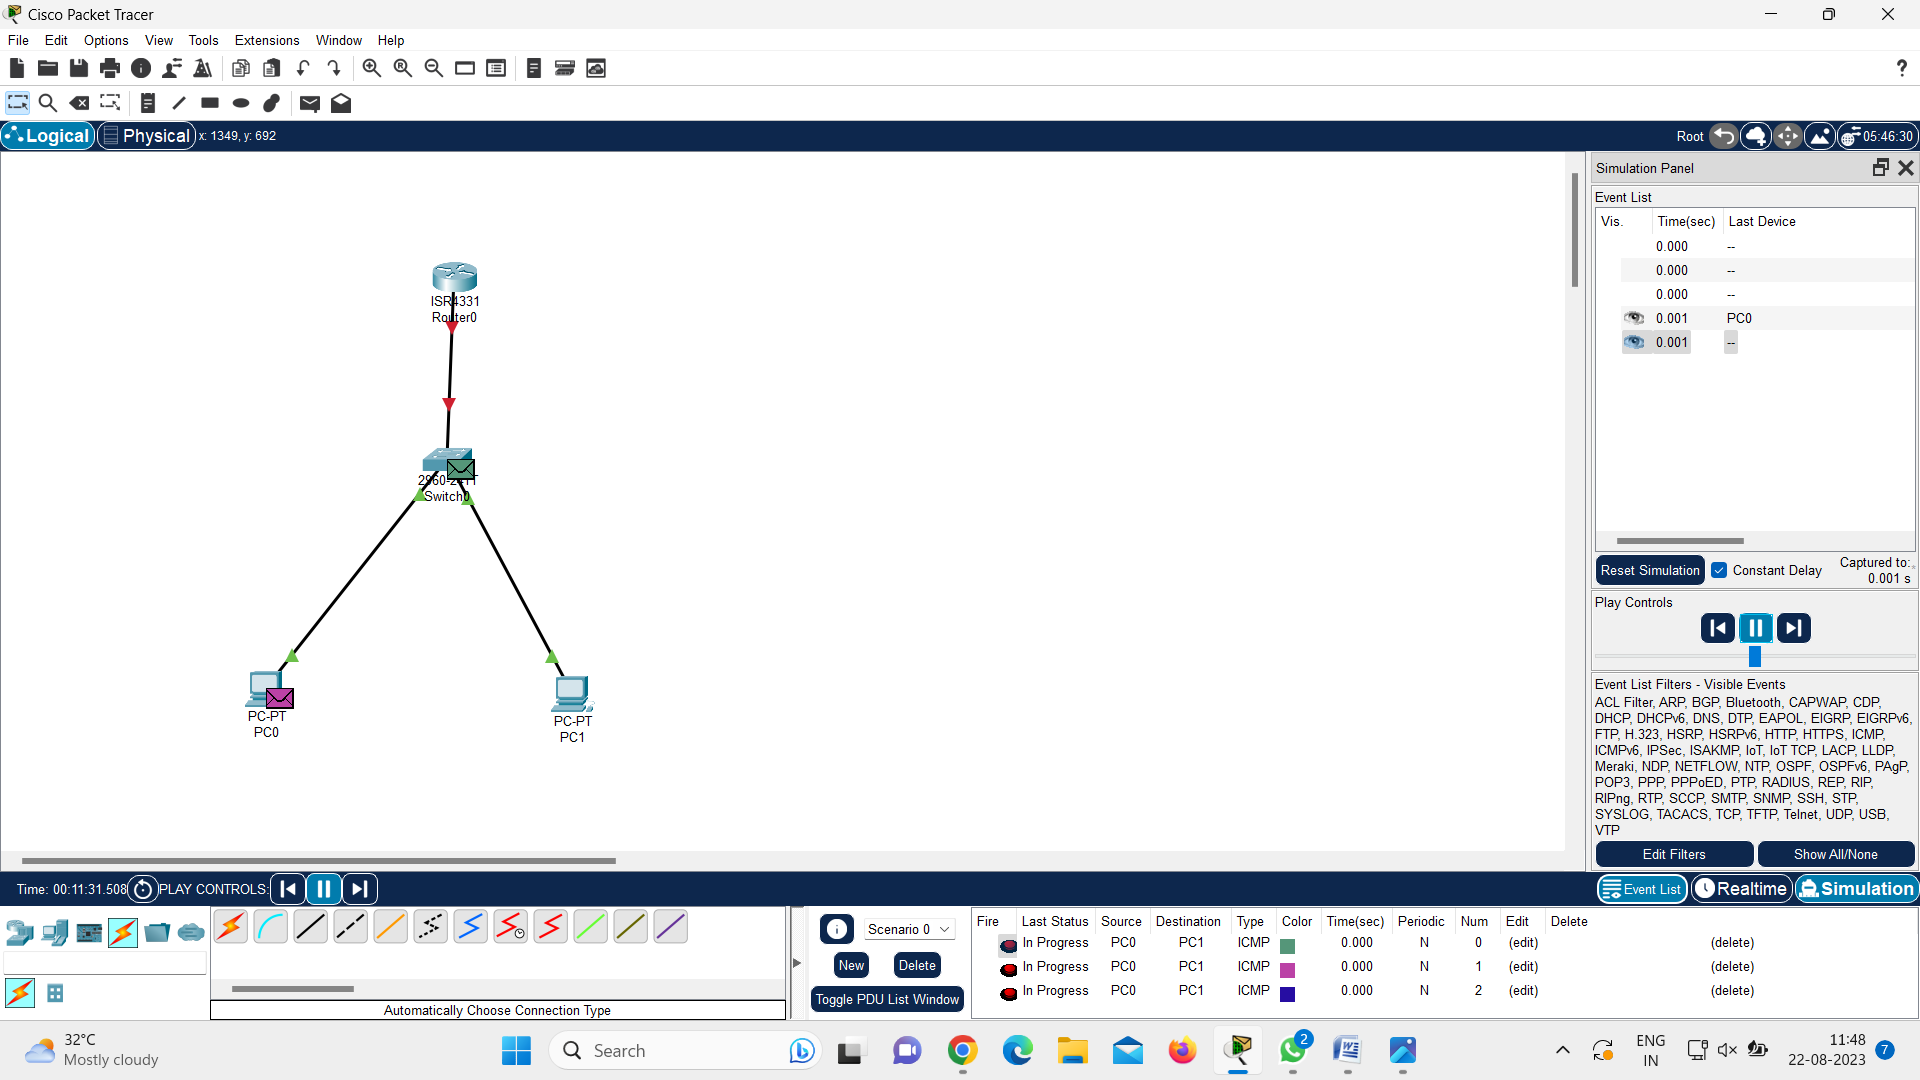 Cisco Packet Tracer
File Edit Options View Tools Extensions Window Help
?
Logical Physical x: 1349, y: 692 Root 05:46:30
Simulation Panel
Event List
Vis. Time(sec) Last Device
0.000 --
0.000 --
0.000 --
0.001 PC0
0.001 --
ISR4331
Router0
Switch0
PC-PT
PC0
PC-PT
PC1
Reset Simulation Constant Delay Captured to:
0.001 s
Play Controls
Event List Filters - Visible Events
ACL Filter, ARP, BGP, Bluetooth, CAPWAP, CDP,
DHCP, DHCPv6, DNS, DTP, EAPOL, EIGRP, EIGRPv6,
FTP, H.323, HSRP, HSRPv6, HTTP, HTTPS, ICMP,
ICMPv6, IPSec, ISAKMP, IoT, IoT TCP, LACP, LLDP,
Meraki, NDP, NETFLOW, NTP, OSPF, OSPFv6, PAgP,
POP3, PPP, PPPoED, PTP, RADIUS, REP, RIP,
RIPng, RTP, SCCP, SMTP, SNMP, SSH, STP,
SYSLOG, TACACS, TCP, TFTP, Telnet, UDP, USB,
VTP
Edit Filters Show All/None
Time: 00:11:31.508 PLAY CONTROLS: Event List Realtime Simulation
Scenario 0
New Delete
Toggle PDU List Window
Automatically Choose Connection Type
Fire Last Status Source Destination Type Color Time(sec) Periodic Num Edit Delete
In Progress PC0 PC1 ICMP 0.000 N 0 (edit) (delete)
In Progress PC0 PC1 ICMP 0.000 N 1 (edit) (delete)
In Progress PC0 PC1 ICMP 0.000 N 2 (edit) (delete)
32°C
Mostly cloudy
Search
2
ENG
IN
11:48
22-08-2023
7